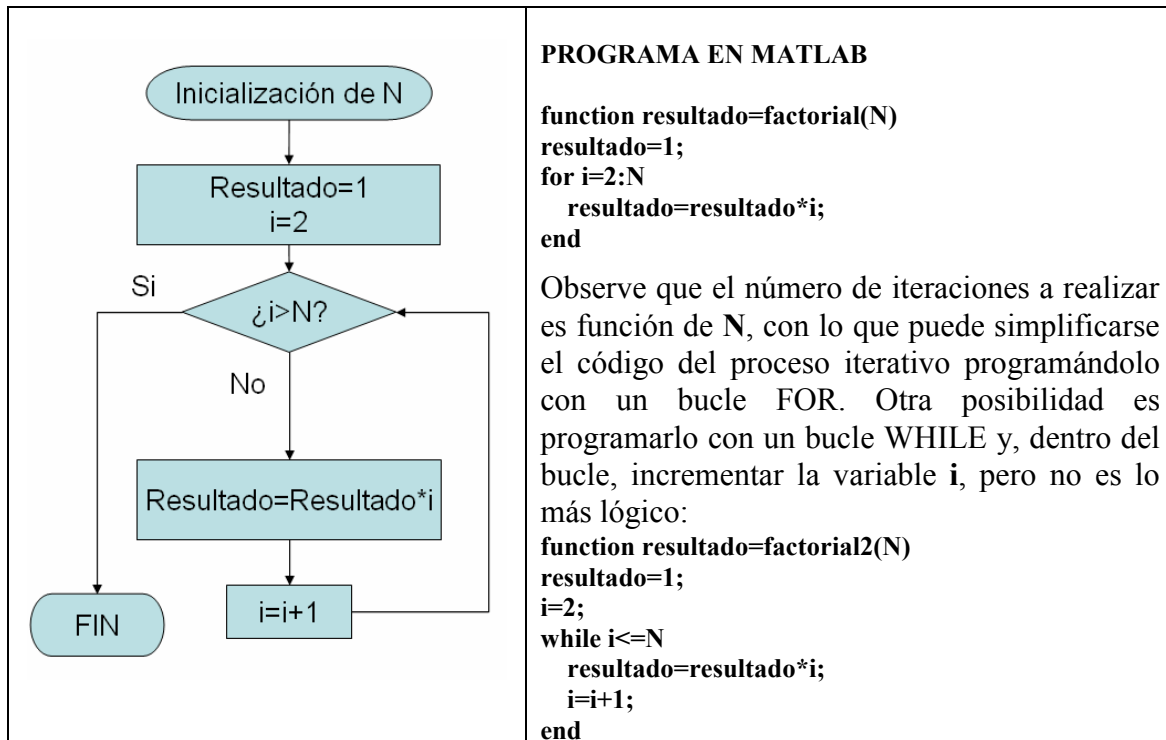 Inicialización de N
Resultado=1
i=2
Si
¿i>N?
No
Resultado=Resultado*i
i=i+1
FIN
PROGRAMA EN MATLAB
function resultado=factorial(N)
resultado=1;
for i=2:N
resultado=resultado*i;
end
Observe que el número de iteraciones a realizar
es función de N, con lo que puede simplificarse
el código del proceso iterativo programándolo
con un bucle FOR. Otra posibilidad es
programarlo con un bucle WHILE y, dentro del
bucle, incrementar la variable i, pero no es lo
más lógico:
function resultado=factorial2(N)
resultado=1;
i=2;
while i<=N
resultado=resultado*i;
i=i+1;
end